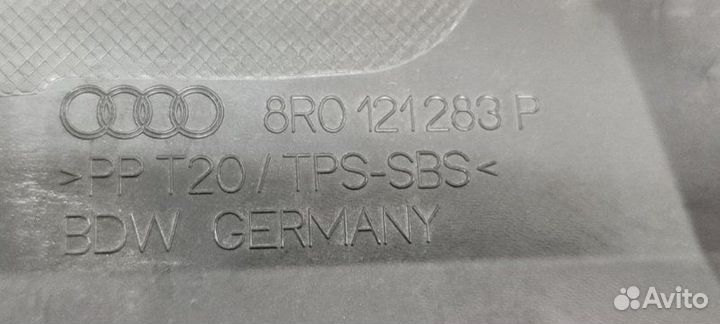 8R0 121 283 P
>PP T20 / TPS-SBS<
BDW GERMANY
Avito